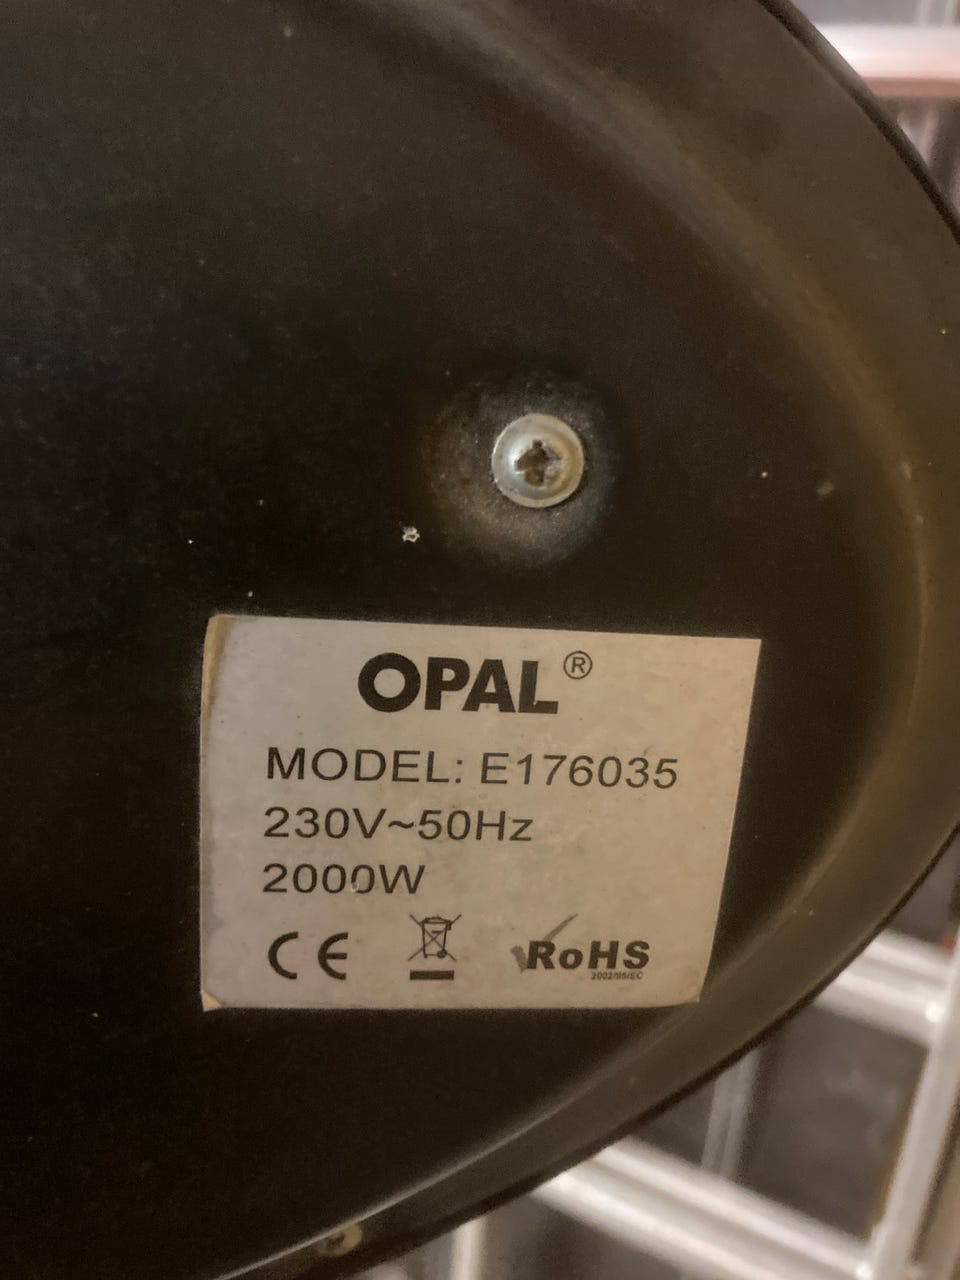 OPAL®
MODEL: E176035
230V~50Hz
2000W
CE RoHS
2002/95/EC